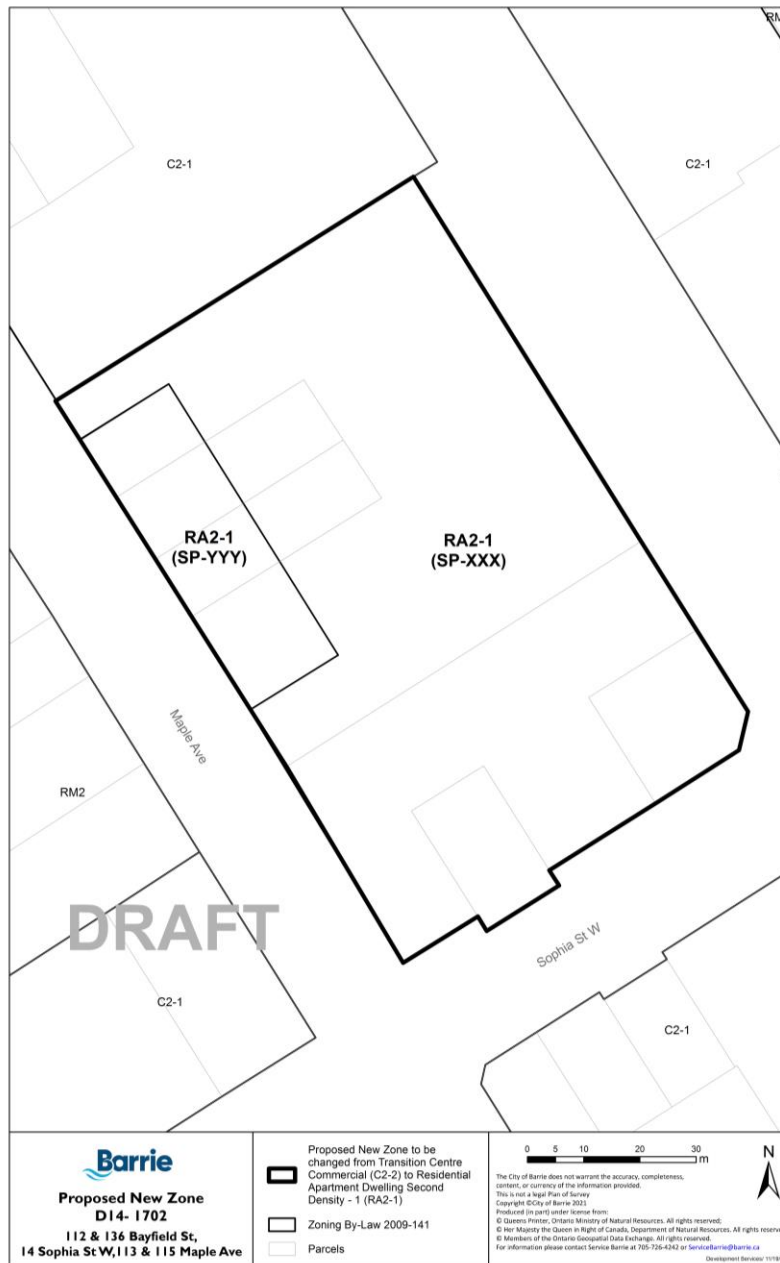 RM
C2-1
C2-1
RA2-1
(SP-YYY)
RA2-1
(SP-XXX)
Maple Ave
RM2
DRAFT
Sophia St W
C2-1
C2-1
Barrie
Proposed New Zone
D14- 1702
112 & 136 Bayfield St,
14 Sophia St W,113 & 115 Maple Ave
Proposed New Zone to be
changed from Transition Centre
Commercial (C2-2) to Residential
Apartment Dwelling Second
Density - 1 (RA2-1)
Zoning By-Law 2009-141
Parcels
0 5 10 20 30
m
N
The City of Barrie does not warrant the accuracy, completeness,
content, or currency of the information provided.
This is not a legal Plan of Survey
Copyright ©City of Barrie 2021
Produced (in part) under license from:
© Queens Printer, Ontario Ministry of Natural Resources. All rights reserved;
© Her Majesty the Queen in Right of Canada, Department of Natural Resources. All rights reserve
© Members of the Ontario Geospatial Data Exchange. All rights reserved.
For information please contact Service Barrie at 705-726-4242 or ServiceBarrie@barrie.ca
Development Services/